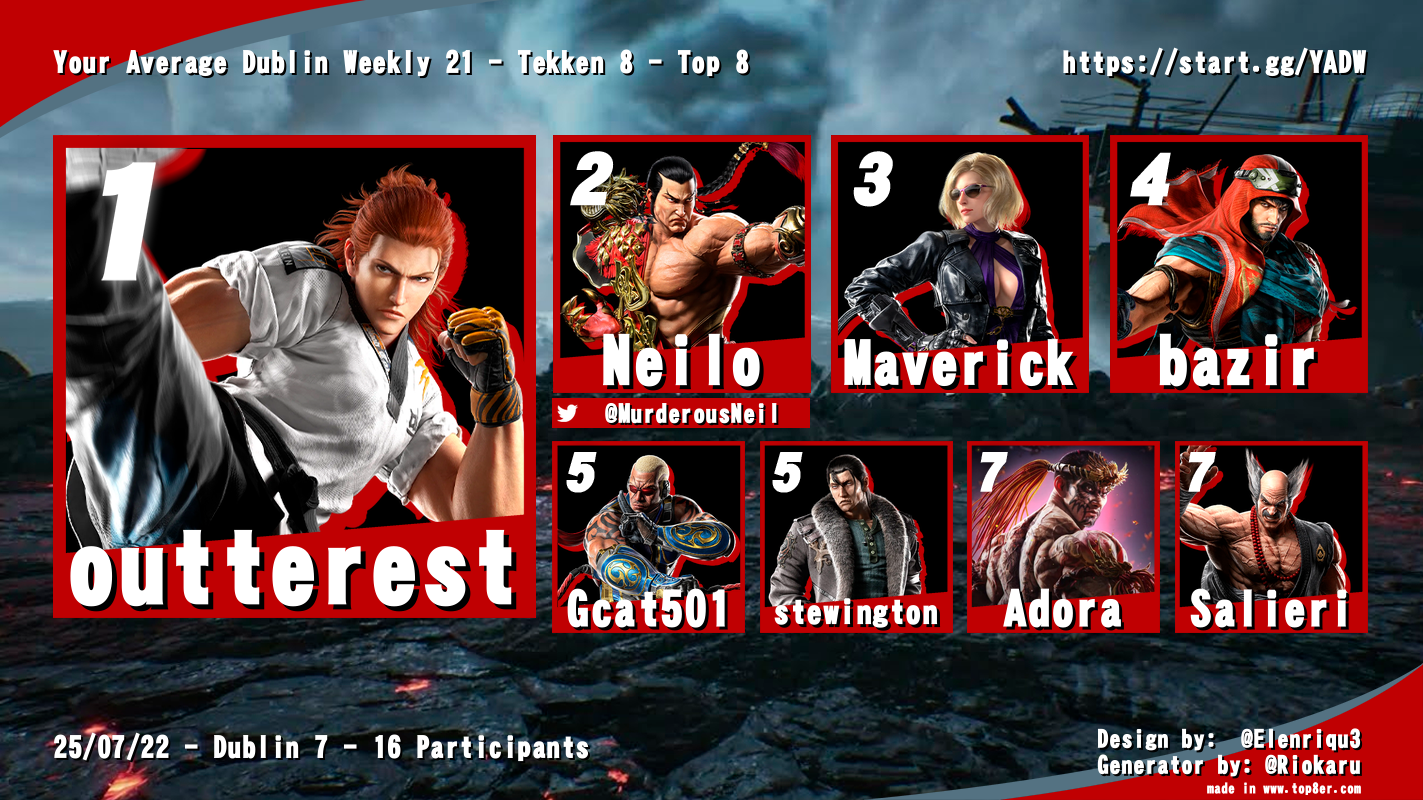 Your Average Dublin Weekly 21 - Tekken 8 - Top 8
https://start.gg/YADW
1
outterest
2
Neilo
@MurderousNeil
3
Maverick
4
bazir
5
Gcat501
5
stewington
7
Adora
7
Salieri
25/07/22 - Dublin 7 - 16 Participants
Design by: @Elenriqu3
Generator by: @Riokaru
made in www.top8er.com